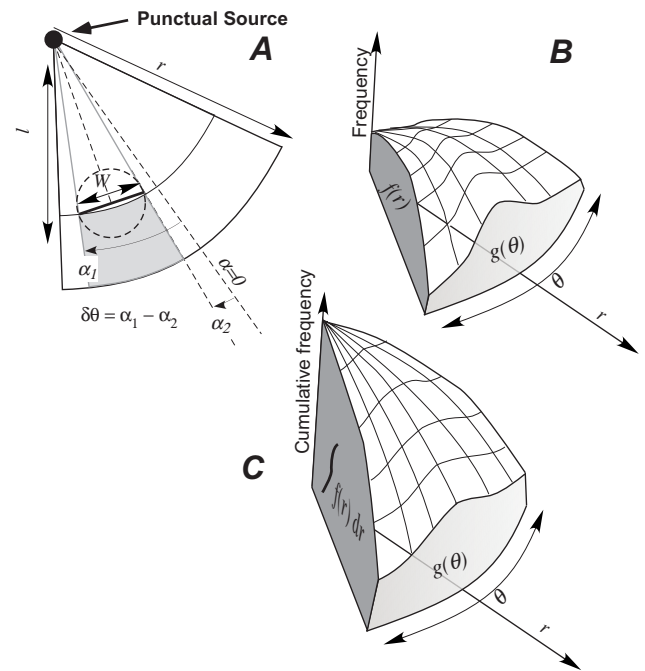 Punctual Source
A
r
l
W
α1
α=0
α2
δθ = α1 − α2
B
Frequency
f(r)
g(θ)
θ
r
C
Cumulative frequency
∫ f(r) dr
g(θ)
θ
r